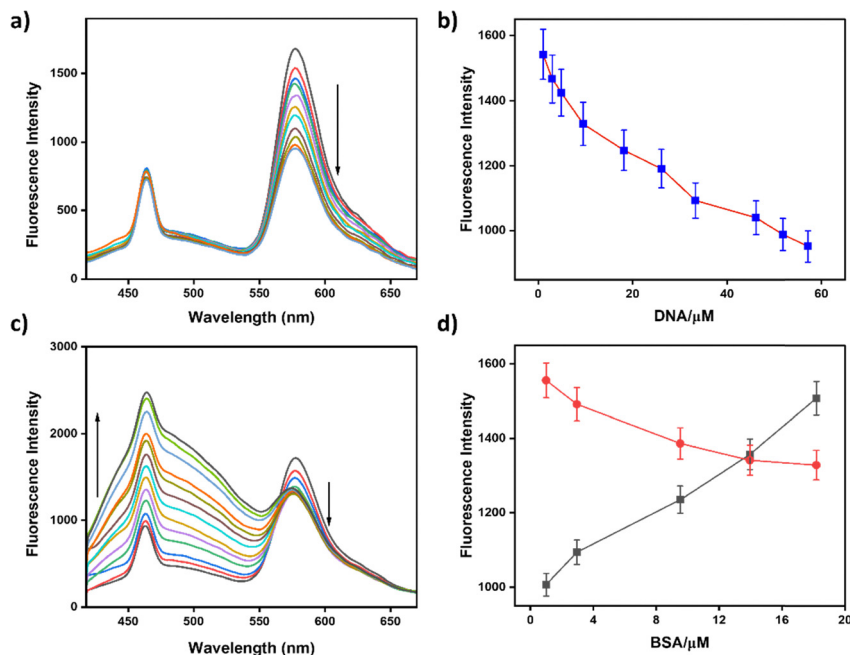 a)
Fluorescence Intensity
1500
1000
500
0
450 500 550 600 650
Wavelength (nm)
b)
Fluorescence Intensity
1600
1400
1200
1000
0 20 40 60
DNA/μM
c)
Fluorescence Intensity
3000
2000
1000
0
450 500 550 600 650
Wavelength (nm)
d)
Fluorescence Intensity
1600
1400
1200
1000
0 4 8 12 16 20
BSA/μM